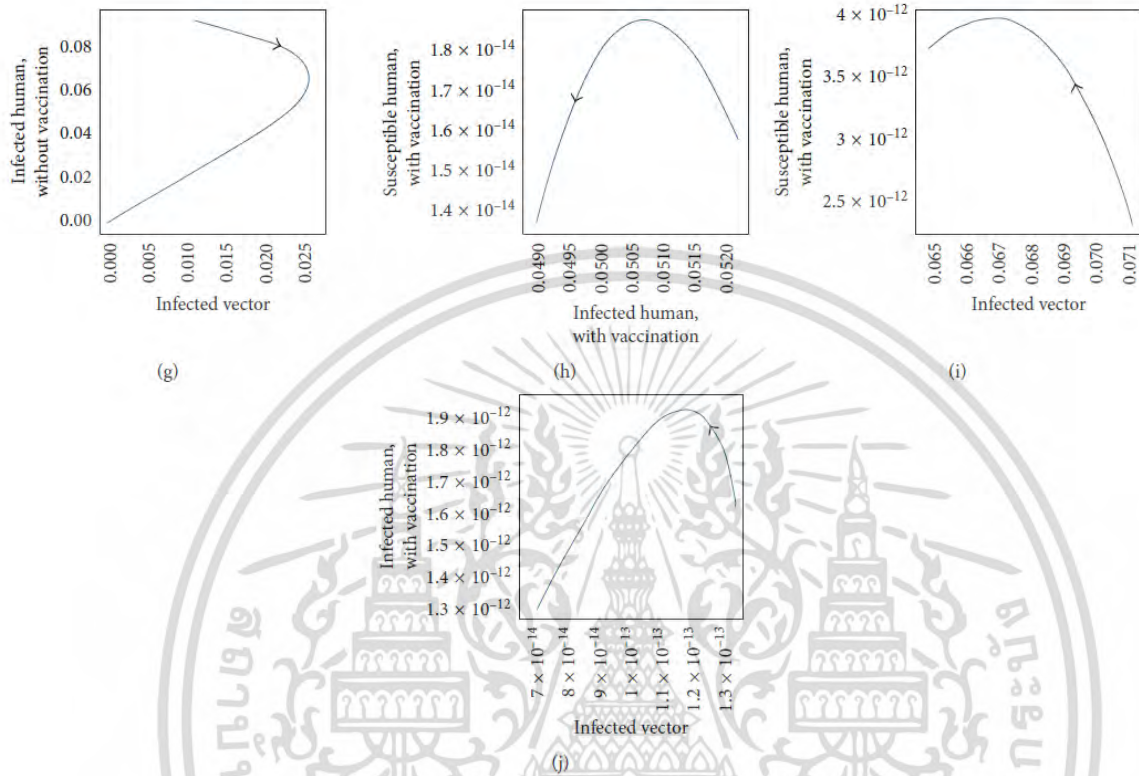 Infected human,
without vaccination
0.08
0.06
0.04
0.02
0.00
0.000
0.005
0.010
0.015
0.020
0.025
Infected vector
(g)
Susceptible human,
with vaccination
1.8 × 10⁻¹⁴
1.7 × 10⁻¹⁴
1.6 × 10⁻¹⁴
1.5 × 10⁻¹⁴
1.4 × 10⁻¹⁴
0.0490
0.0495
0.0500
0.0505
0.0510
0.0515
0.0520
Infected human,
with vaccination
(h)
Susceptible human,
with vaccination
4 × 10⁻¹²
3.5 × 10⁻¹²
3 × 10⁻¹²
2.5 × 10⁻¹²
0.065
0.066
0.067
0.068
0.069
0.070
0.071
Infected vector
(i)
Infected human,
with vaccination
1.9 × 10⁻¹²
1.8 × 10⁻¹²
1.7 × 10⁻¹²
1.6 × 10⁻¹²
1.5 × 10⁻¹²
1.4 × 10⁻¹²
1.3 × 10⁻¹²
7 × 10⁻¹⁴
8 × 10⁻¹⁴
9 × 10⁻¹⁴
1 × 10⁻¹³
1.1 × 10⁻¹³
1.2 × 10⁻¹³
1.3 × 10⁻¹³
Infected vector
(j)